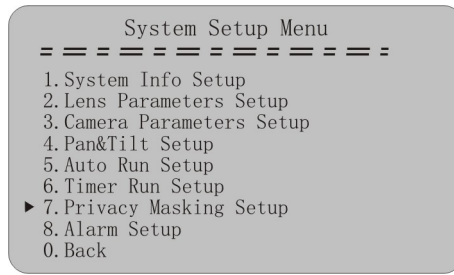 System Setup Menu
1. System Info Setup
2. Lens Parameters Setup
3. Camera Parameters Setup
4. Pan&Tilt Setup
5. Auto Run Setup
6. Timer Run Setup
7. Privacy Masking Setup
8. Alarm Setup
0. Back